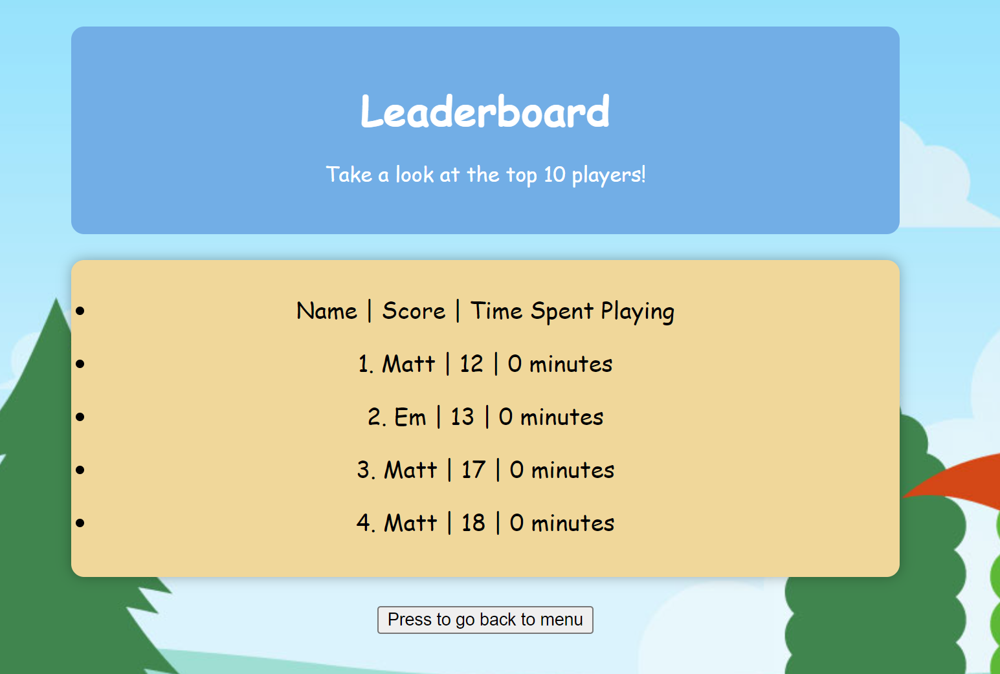 Leaderboard
Take a look at the top 10 players!
• Name | Score | Time Spent Playing
• 1. Matt | 12 | 0 minutes
• 2. Em | 13 | 0 minutes
• 3. Matt | 17 | 0 minutes
• 4. Matt | 18 | 0 minutes
Press to go back to menu